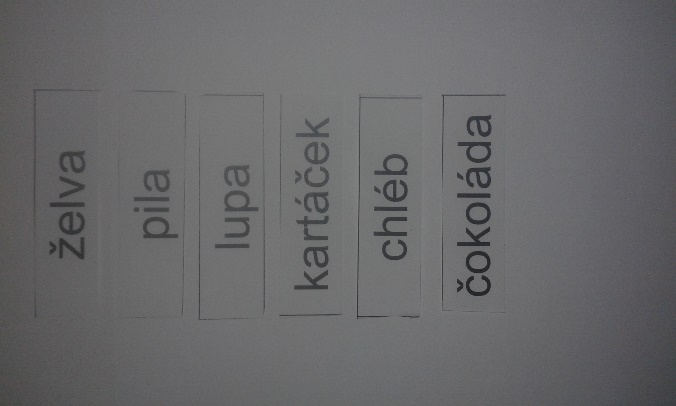 želva
pila
lupa
kartáček
chléb
čokoláda